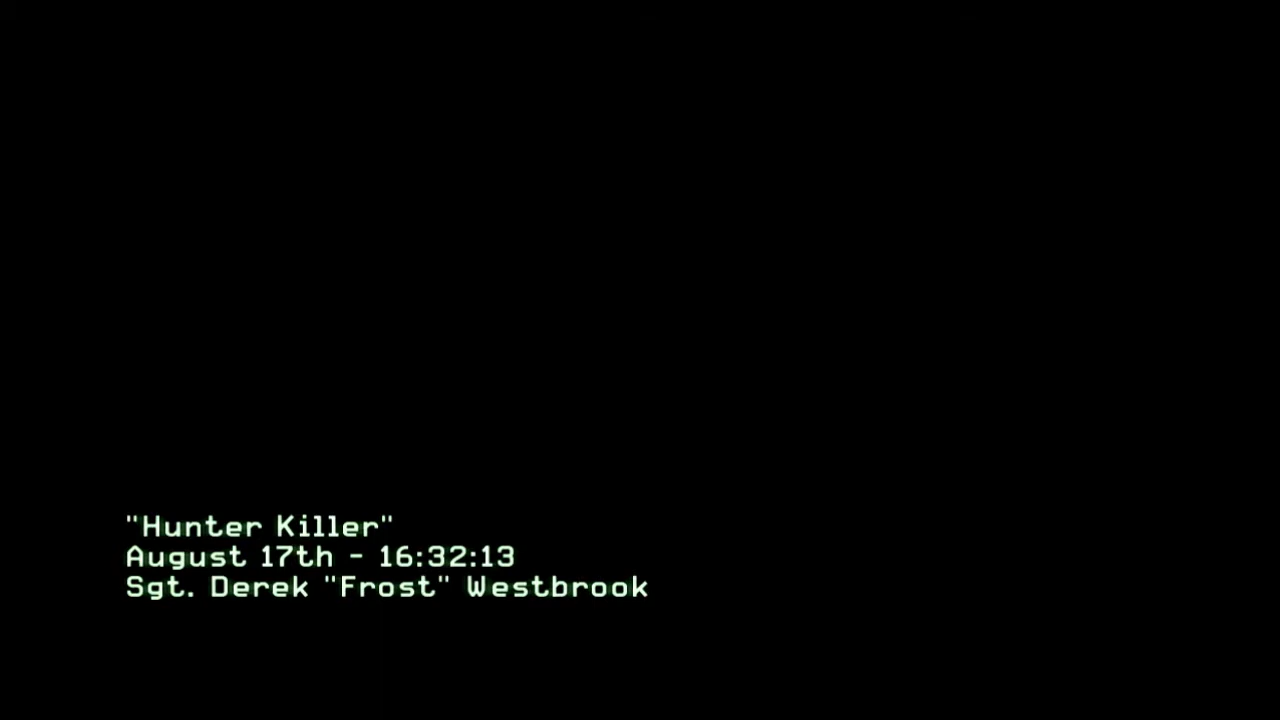 "Hunter Killer"
August 17th - 16:32:13
Sgt. Derek "Frost" Westbrook